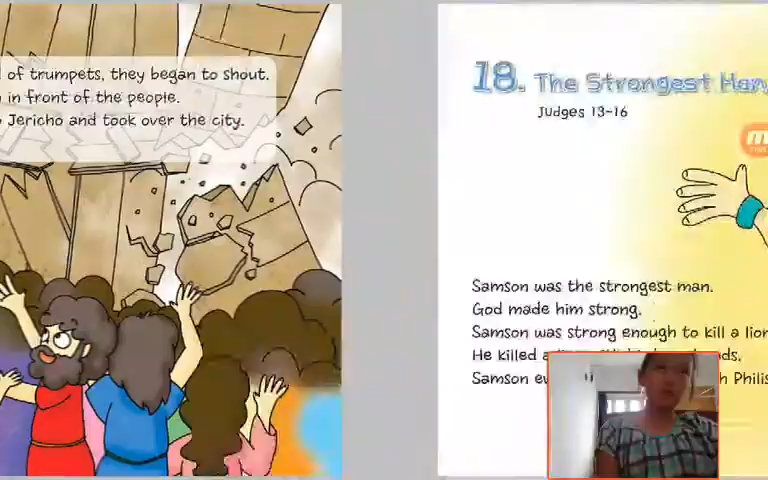 of trumpets, they began to shout.
in front of the people.
Jericho and took over the city.
18. The Strongest Man
Judges 13-16
Samson was the strongest man.
God made him strong.
Samson was strong enough to kill a lion
He killed
Samson